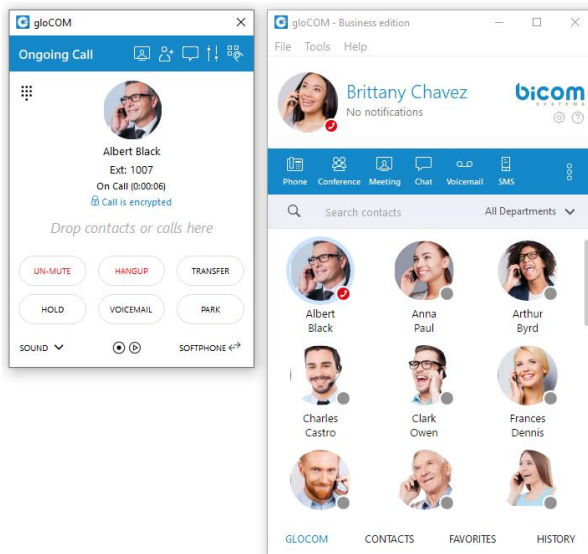 gloCOM
Ongoing Call
Albert Black
Ext: 1007
On Call (0:00:06)
Call is encrypted
Drop contacts or calls here
UN-MUTE HANGUP TRANSFER
HOLD VOICEMAIL PARK
SOUND SOFTPHONE
gloCOM - Business edition
File Tools Help
Brittany Chavez
No notifications
bicom
SYSTEMS
Phone Conference Meeting Chat Voicemail SMS
Search contacts All Departments
Albert Black
Anna Paul
Arthur Byrd
Charles Castro
Clark Owen
Frances Dennis
GLOCOM CONTACTS FAVORITES HISTORY